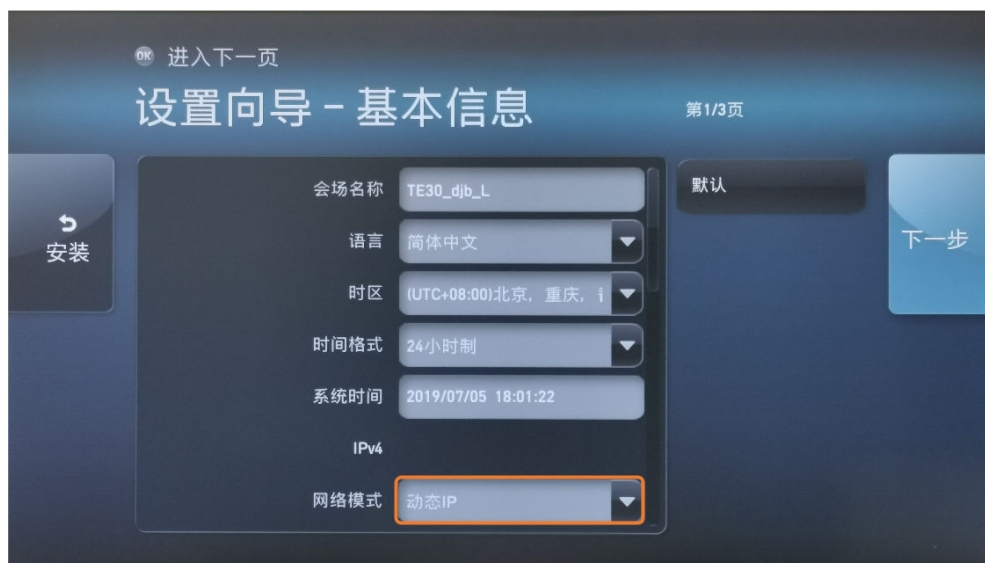 OK 进入下一页
设置向导 - 基本信息
第1/3页
安装
会场名称 TE30_djb_L
语言 简体中文
时区 (UTC+08:00)北京, 重庆,
时间格式 24小时制
系统时间 2019/07/05 18:01:22
IPv4
网络模式 动态IP
默认
下一步